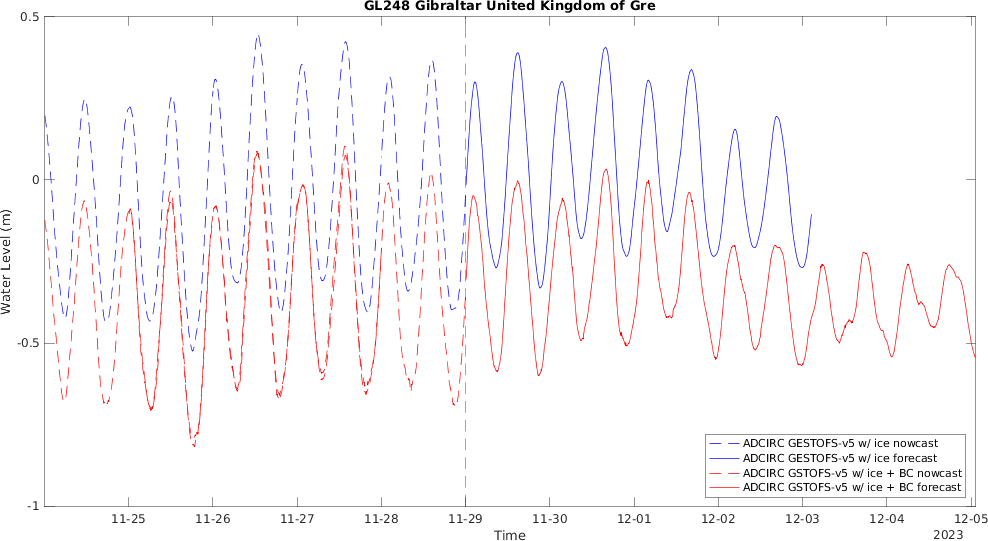 GL248 Gibraltar United Kingdom of Gre
0.5
0
-0.5
-1
Water Level (m)
ADCIRC GESTOFS-v5 w/ ice nowcast
ADCIRC GESTOFS-v5 w/ ice forecast
ADCIRC GSTOFS-v5 w/ ice + BC nowcast
ADCIRC GSTOFS-v5 w/ ice + BC forecast
11-25 11-26 11-27 11-28 11-29 11-30 12-01 12-02 12-03 12-04 12-05
Time
2023